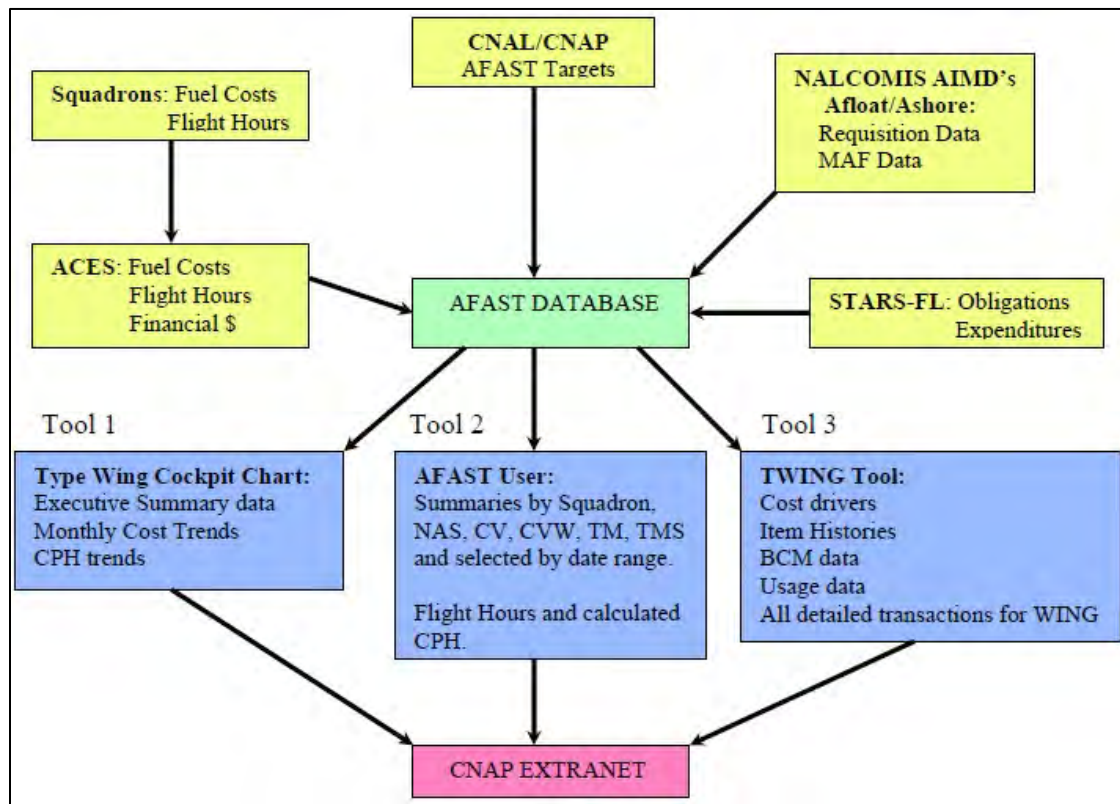 CNAL/CNAP
AFAST Targets
Squadrons: Fuel Costs
Flight Hours
NALCOMIS AIMD's
Afloat/Ashore:
Requisition Data
MAF Data
ACES: Fuel Costs
Flight Hours
Financial $
AFAST DATABASE
STARS-FL: Obligations
Expenditures
Tool 1
Type Wing Cockpit Chart:
Executive Summary data
Monthly Cost Trends
CPH trends
Tool 2
AFAST User:
Summaries by Squadron,
NAS, CV, CVW, TM, TMS
and selected by date range.
Flight Hours and calculated
CPH.
Tool 3
TWING Tool:
Cost drivers
Item Histories
BCM data
Usage data
All detailed transactions for WING
CNAP EXTRANET